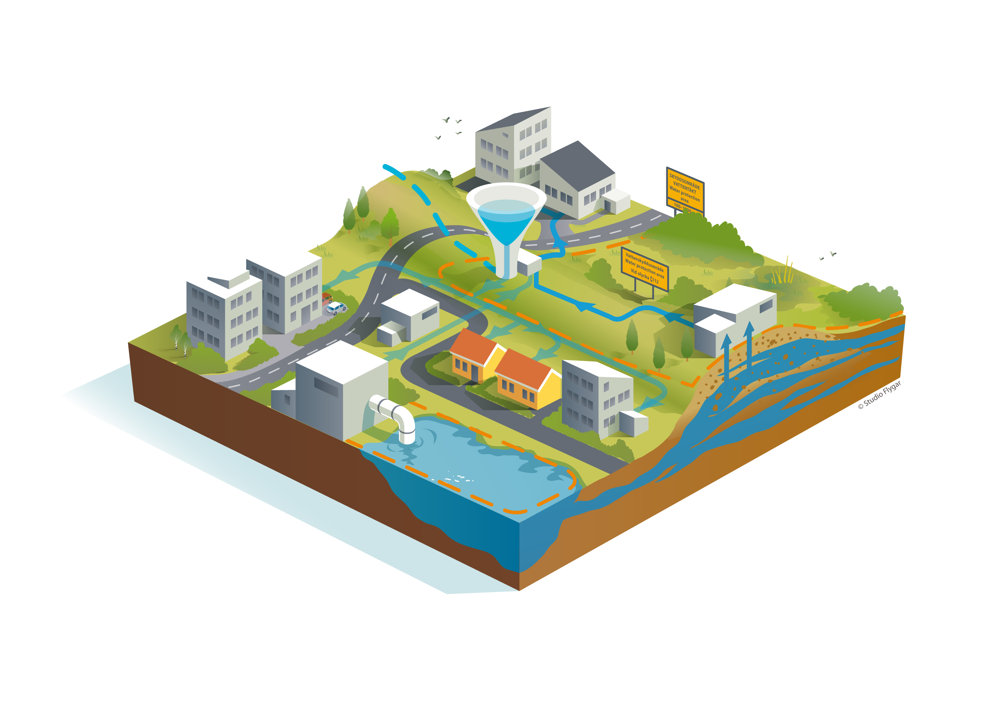 SKYDDSOMRÅDE
VATTENTÄKT
Water protection
area
Vattenskyddsområde
Water protection area
Vid olycka 112
© Studio Flygar